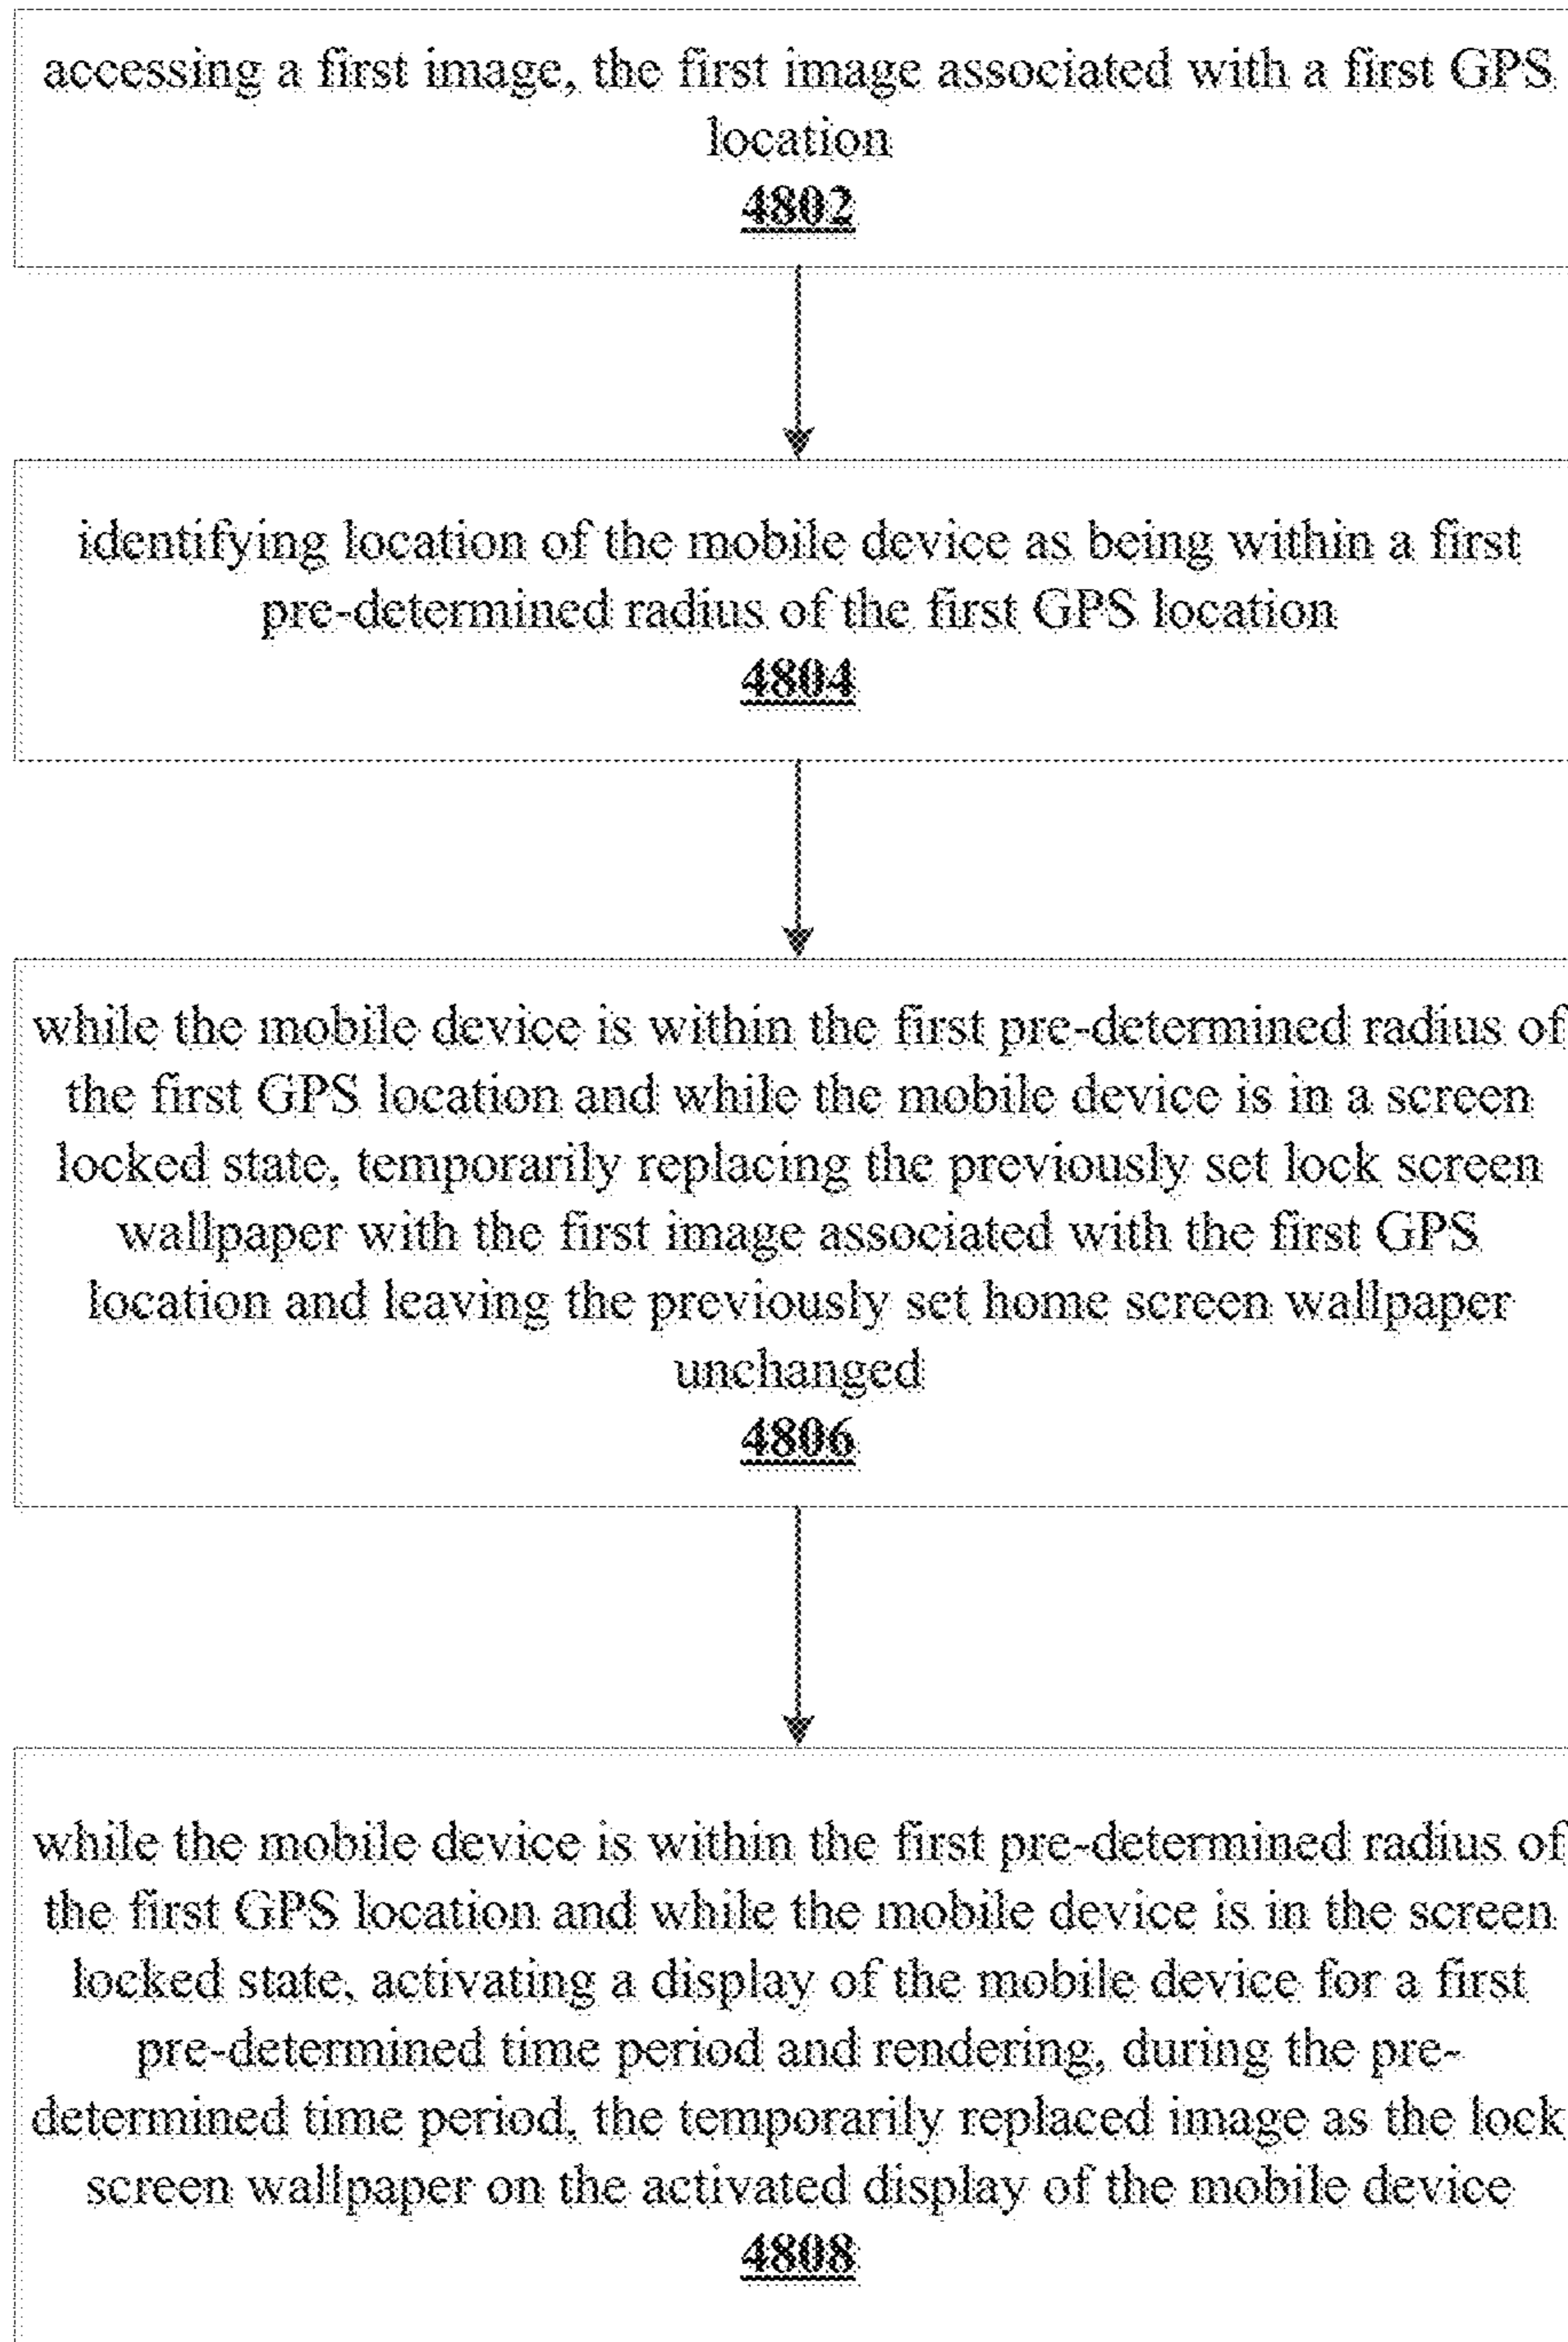 accessing a first image, the first image associated with a first GPS
location
4802
identifying location of the mobile device as being within a first
pre-determined radius of the first GPS location
4804
while the mobile device is within the first pre-determined radius of
the first GPS location and while the mobile device is in a screen
locked state, temporarily replacing the previously set lock screen
wallpaper with the first image associated with the first GPS
location and leaving the previously set home screen wallpaper
unchanged
4806
while the mobile device is within the first pre-determined radius of
the first GPS location and while the mobile device is in the screen
locked state, activating a display of the mobile device for a first
pre-determined time period and rendering, during the pre-
determined time period, the temporarily replaced image as the lock
screen wallpaper on the activated display of the mobile device
4808